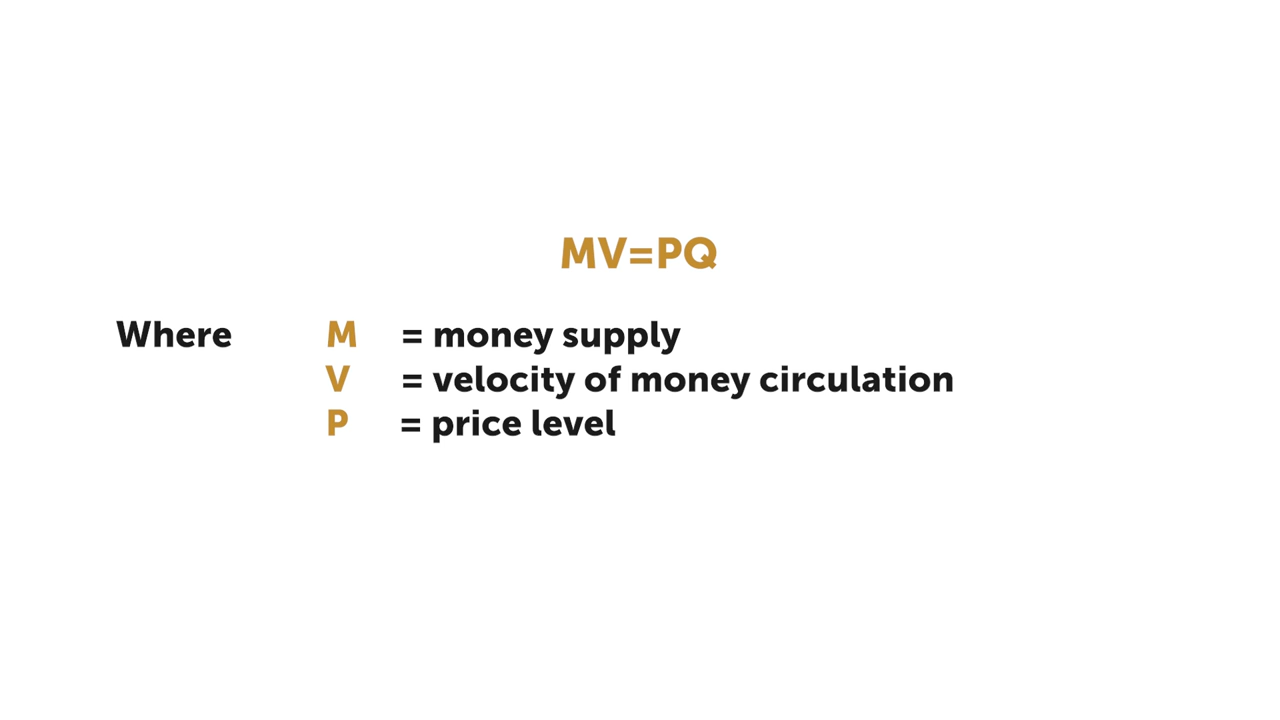 MV=PQ
Where M = money supply
V = velocity of money circulation
P = price level